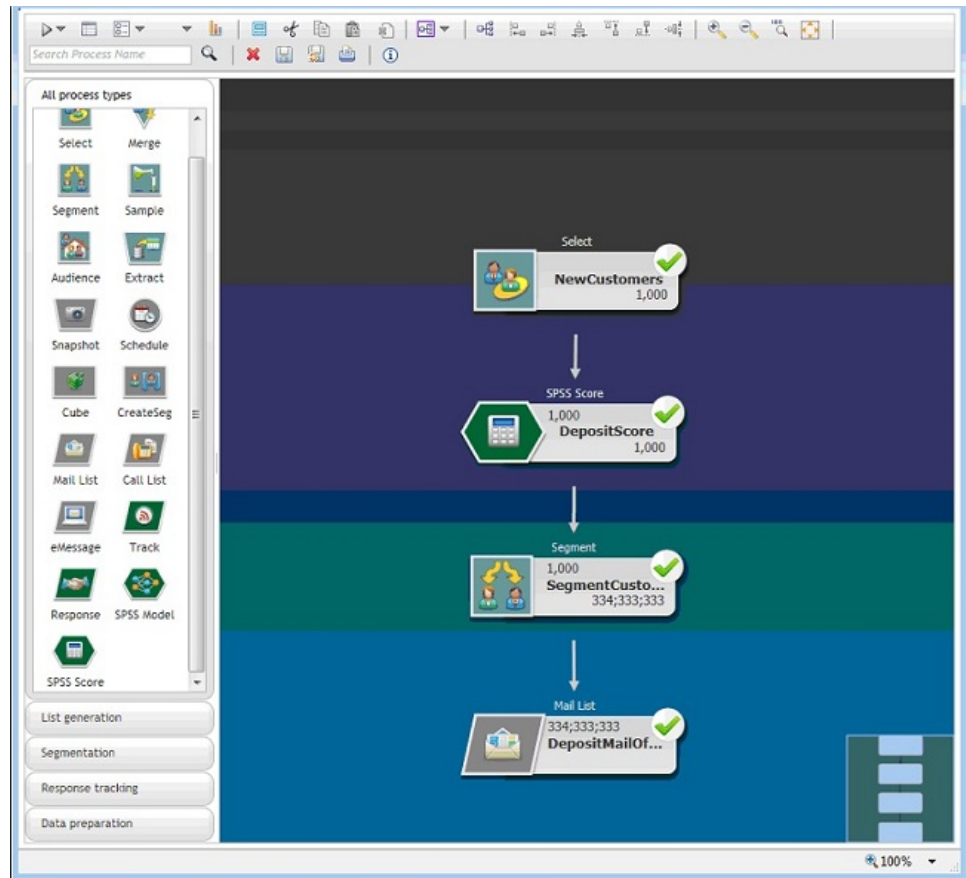 Search Process Name
All process types
Select Merge
Segment Sample
Audience Extract
Snapshot Schedule
Cube CreateSeg
Mail List Call List
eMessage Track
Response SPSS Model
SPSS Score
List generation
Segmentation
Response tracking
Data preparation
Select
NewCustomers
1,000
SPSS Score
1,000
DepositScore
1,000
Segment
1,000
SegmentCusto...
334;333;333
Mail List
334;333;333
DepositMailOf...
100%